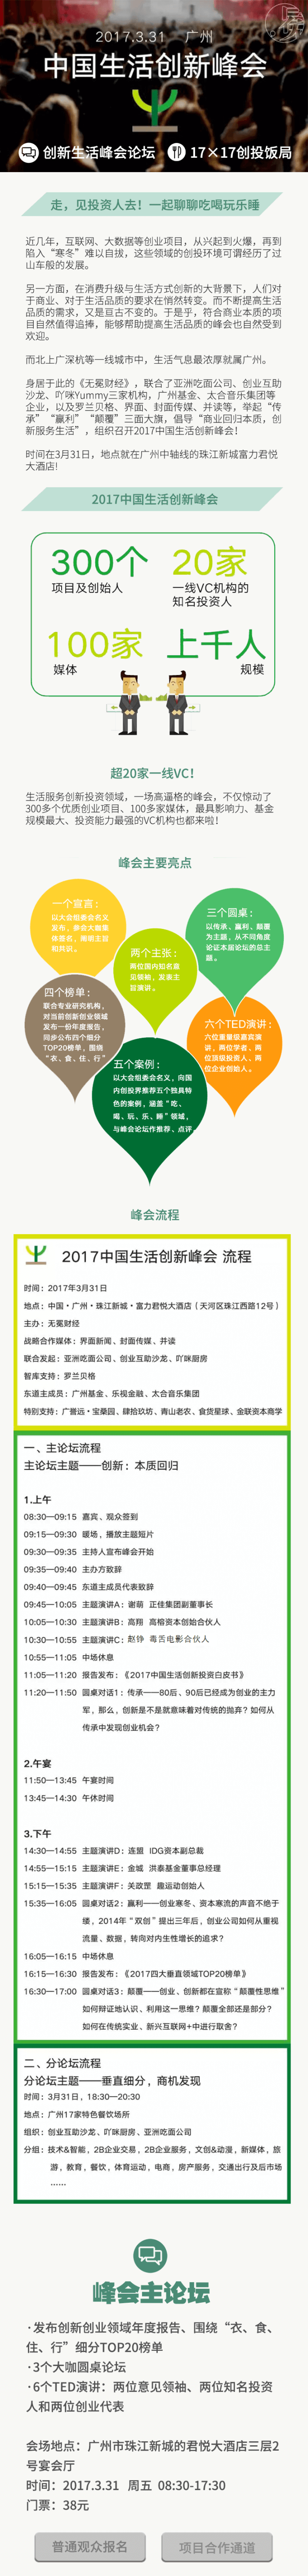 2017.3.31 广州
中国生活创新峰会
创新生活峰会论坛 17×17创投饭局
走，见投资人去！一起聊聊吃喝玩乐睡
近几年，互联网、大数据等创业项目，从兴起到火爆，再到
陷入“寒冬”难以自拔，这些领域的创投环境可谓经历了过
山车般的发展。
另一方面，在消费升级与生活方式创新的大背景下，人们对
于商业、对于生活品质的要求在悄然转变。而不断提高生活
品质的需求，又是亘古不变的。于是乎，符合商业本质的项
目自然值得追捧，能够帮助提高生活品质的峰会也自然受到
欢迎。
而北上广深杭等一线城市中，生活气息最浓厚就属广州。
身居于此的《无冕财经》，联合了亚洲吃面公司、创业互助
沙龙、吖咪Yummy三家机构，广州基金、太合音乐集团等
企业，以及罗兰贝格、界面、封面传媒、并读等，举起“传
承”“赢利”“颠覆”三面大旗，倡导“商业回归本质，创
新服务生活”，组织召开2017中国生活创新峰会！
时间在3月31日，地点就在广州中轴线的珠江新城富力君悦
大酒店！
2017中国生活创新峰会
300个 20家
项目及创始人 一线VC机构的
知名投资人
100家 上千人
媒体 规模
超20家一线VC！
生活服务创新投资领域，一场高逼格的峰会，不仅惊动了
300多个优质创业项目、100多家媒体，最具影响力、基金
规模最大、投资能力最强的VC机构也都来啦！
峰会主要亮点
一个宣言：
以大会组委会名义
发布，参会大咖集
体签名，阐明主旨
和共识。
三个圆桌：
以传承、赢利、颠覆
为主题，从不同角度
论证本届论坛的总主
题。
两个主张：
两位国内知名意
见领袖，发表主
旨演讲。
四个榜单：
联合专业研究机构，
对当前创新创业领域
发布一份年度报告，
同步公布四个细分
TOP20榜单，围绕
“衣、食、住、行”
六个TED演讲：
六位重量级嘉宾演
讲，两位学者、两
位顶级投资人，两
位企业创始人。
五个案例：
以大会组委会名义，向国
内创投界推荐五个独具特
色的案例，涵盖“吃、
喝、玩、乐、睡”领域，
与峰会论坛作推荐、点评
峰会流程
2017中国生活创新峰会 流程
时间：2017年3月31日
地点：中国·广州·珠江新城·富力君悦大酒店（天河区珠江西路12号）
主办：无冕财经
战略合作媒体：界面新闻、封面传媒、并读
联合发起：亚洲吃面公司、创业互助沙龙、吖咪厨房
智库支持：罗兰贝格
东道主成员：广州基金、乐视金融、太合音乐集团
特别支持：广誉远·宝桑园、肆拾玖坊、青山老农、食货星球、金联资本商学
一、主论坛流程
主论坛主题——创新：本质回归
1.上午
08:30—09:15 嘉宾、观众签到
09:15—09:30 暖场，播放主题短片
09:30—09:35 主持人宣布峰会开始
09:35—09:40 主办方致辞
09:40—09:45 东道主成员代表致辞
09:45—10:05 主题演讲A：谢萌 正佳集团副董事长
10:05—10:30 主题演讲B：高翔 高榕资本创始合伙人
10:30—10:55 主题演讲C：赵铮 毒舌电影合伙人
10:55—11:05 中场休息
11:05—11:20 报告发布：《2017中国生活创新投资白皮书》
11:20—11:50 圆桌对话1：传承——80后、90后已经成为创业的主力
军，那么，创新是不是就意味着对传统的抛弃？如何从
传承中发现创业机会？
2.午宴
11:50—13:45 午宴时间
13:45—14:30 午休时间
3.下午
14:30—14:55 主题演讲D：连盟 IDG资本副总裁
14:55—15:15 主题演讲E：金城 洪泰基金董事总经理
15:15—15:35 主题演讲F：关政罡 趣运动创始人
15:35—16:05 圆桌对话2：赢利——创业寒冬、资本寒流的声音不绝于
缕，2014年“双创”提出三年后，创业公司如何从重视
流量、数据，转向对内生性增长的追求？
16:05—16:15 中场休息
16:15—16:30 报告发布：《2017四大垂直领域TOP20榜单》
16:30—17:00 圆桌对话3：颠覆——创业、创新都在宣称“颠覆性思维”
如何辩证地认识、利用这一思维？颠覆全部还是部分？
如何在传统实业、新兴互联网+中进行取舍？
二、分论坛流程
分论坛主题——垂直细分，商机发现
时间：3月31日，18:30—20:30
地点：广州17家特色餐饮场所
组织：创业互助沙龙、吖咪厨房、亚洲吃面公司
分组：技术&智能，2B企业交易，2B企业服务，文创&动漫，新媒体，旅
游，教育，餐饮，体育运动，电商，房产服务，交通出行及后市场
……
峰会主论坛
·发布创新创业领域年度报告、围绕“衣、食、
住、行”细分TOP20榜单
·3个大咖圆桌论坛
·6个TED演讲：两位意见领袖、两位知名投资
人和两位创业代表
会场地点：广州市珠江新城的君悦大酒店三层2
号宴会厅
时间：2017.3.31 周五 08:30-17:30
门票：38元
普通观众报名 项目合作通道